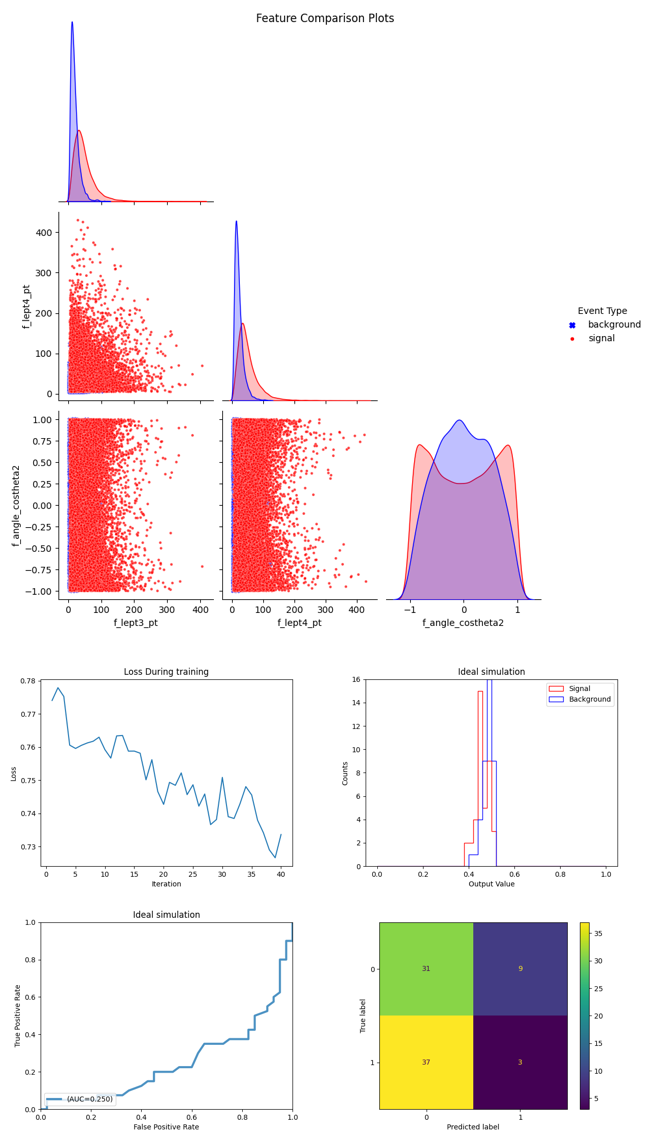 Feature Comparison Plots
400
300
200
100
0
f_lept4_pt
Event Type
background
signal
1.00
0.75
0.50
0.25
0.00
−0.25
−0.50
−0.75
−1.00
f_angle_costheta2
0 100 200 300 400
f_lept3_pt
0 100 200 300 400
f_lept4_pt
−1 0 1
f_angle_costheta2
Loss During training
0.78
0.77
0.76
0.75
0.74
0.73
Loss
0 5 10 15 20 25 30 35 40
Iteration
Ideal simulation
16
14
12
10
8
6
4
2
0
Counts
Signal
Background
0.0 0.2 0.4 0.6 0.8 1.0
Output Value
Ideal simulation
1.0
0.8
0.6
0.4
0.2
0.0
True Positive Rate
(AUC=0.250)
0.0 0.2 0.4 0.6 0.8 1.0
False Positive Rate
0
1
True label
31 9
37 3
0 1
Predicted label
35
30
25
20
15
10
5